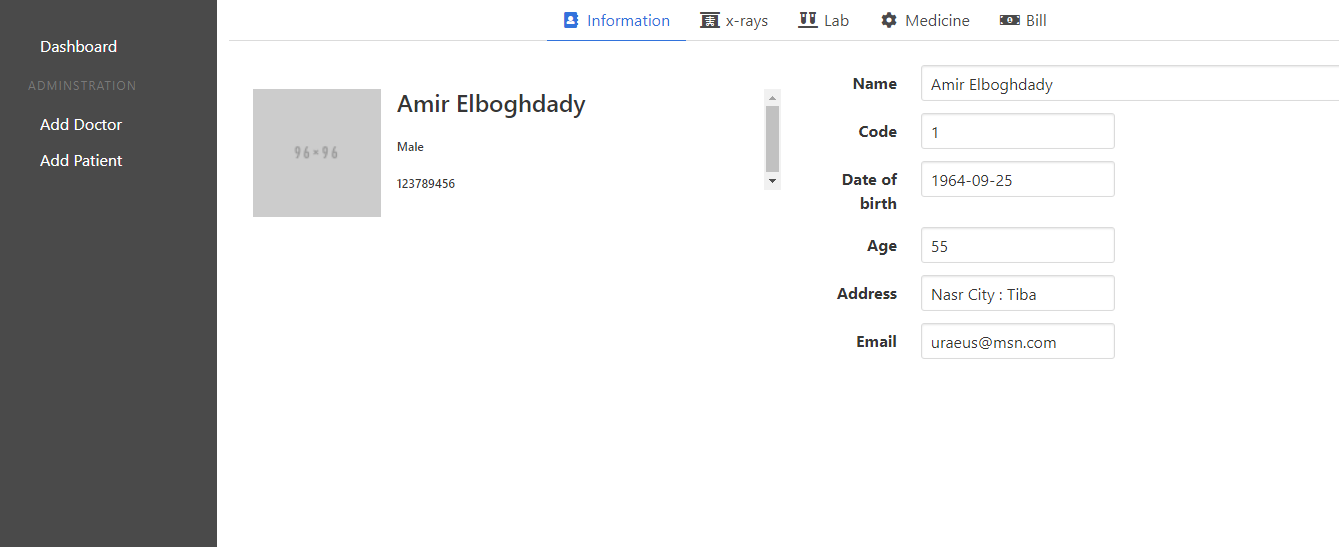 Information x-rays Lab Medicine Bill
Dashboard
ADMINSTRATION
Add Doctor
Add Patient
96×96
Amir Elboghdady
Male
123789456
Name Amir Elboghdady
Code 1
Date of
birth 1964-09-25
Age 55
Address Nasr City : Tiba
Email uraeus@msn.com